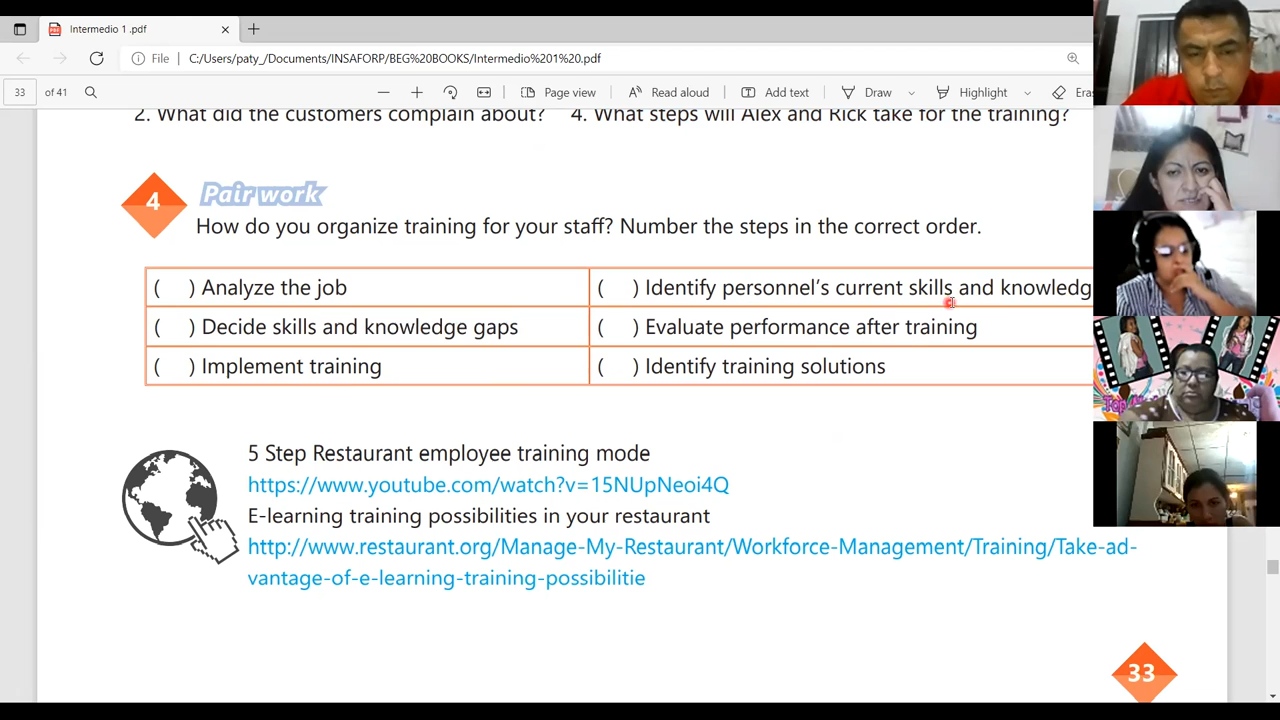 Intermedio 1 .pdf
File C:/Users/paty_/Documents/INSAFORP/BEG%20BOOKS/Intermedio%201%20.pdf
33 of 41 Page view Read aloud Add text Draw Highlight Eras
2. What did the customers complain about? 4. What steps will Alex and Rick take for the training?
4 Pair work
How do you organize training for your staff? Number the steps in the correct order.
( ) Analyze the job ( ) Identify personnel's current skills and knowledg
( ) Decide skills and knowledge gaps ( ) Evaluate performance after training
( ) Implement training ( ) Identify training solutions
5 Step Restaurant employee training mode
https://www.youtube.com/watch?v=15NUpNeoi4Q
E-learning training possibilities in your restaurant
http://www.restaurant.org/Manage-My-Restaurant/Workforce-Management/Training/Take-ad-
vantage-of-e-learning-training-possibilitie
33